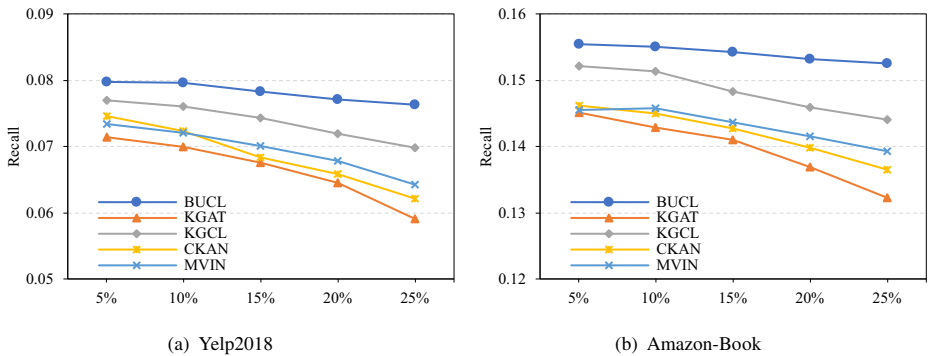 0.09
0.08
0.07
0.06
0.05
Recall
BUCL
KGAT
KGCL
CKAN
MVIN
5% 10% 15% 20% 25%
(a) Yelp2018
0.16
0.15
0.14
0.13
0.12
Recall
BUCL
KGAT
KGCL
CKAN
MVIN
5% 10% 15% 20% 25%
(b) Amazon-Book